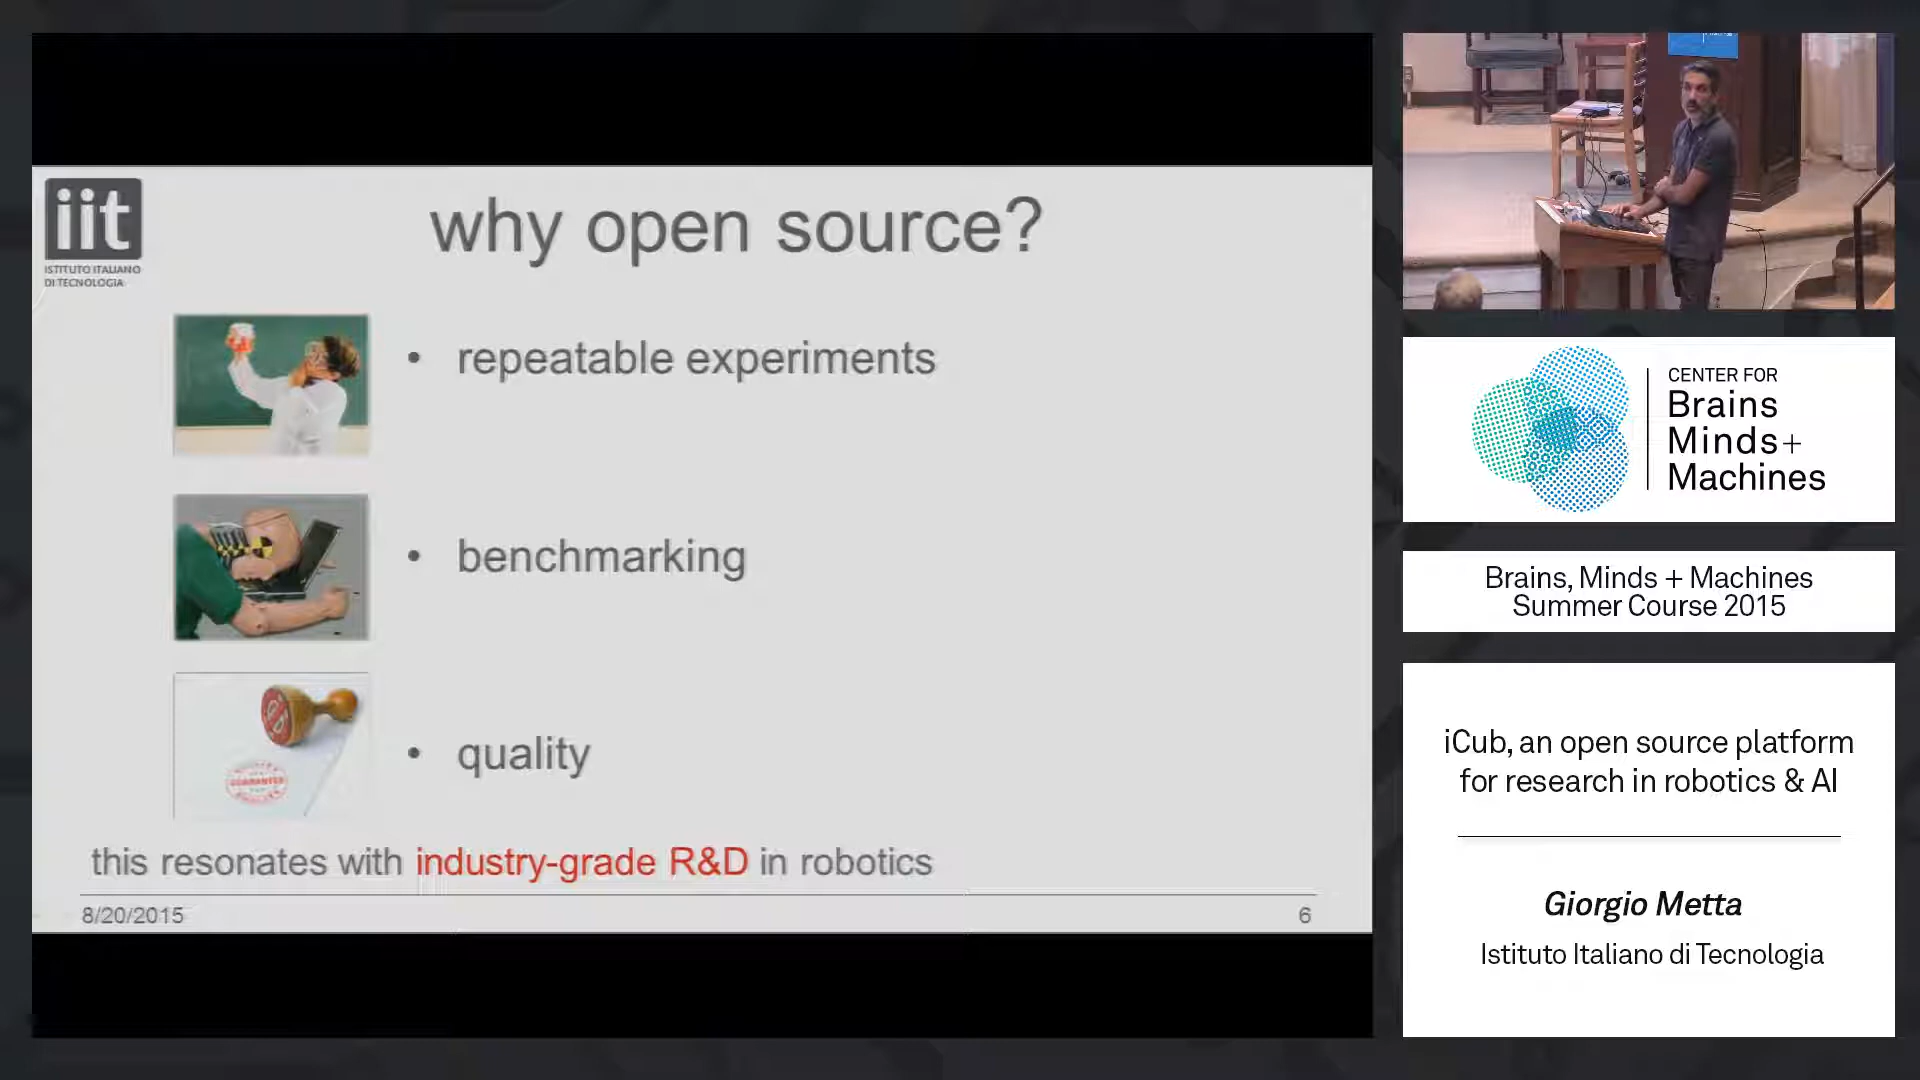 iit
ISTITUTO ITALIANO
DI TECNOLOGIA
why open source?
• repeatable experiments
• benchmarking
• quality
GUARANTEED
this resonates with industry-grade R&D in robotics
8/20/2015
6
CENTER FOR
Brains
Minds+
Machines
Brains, Minds + Machines
Summer Course 2015
iCub, an open source platform
for research in robotics & AI
Giorgio Metta
Istituto Italiano di Tecnologia